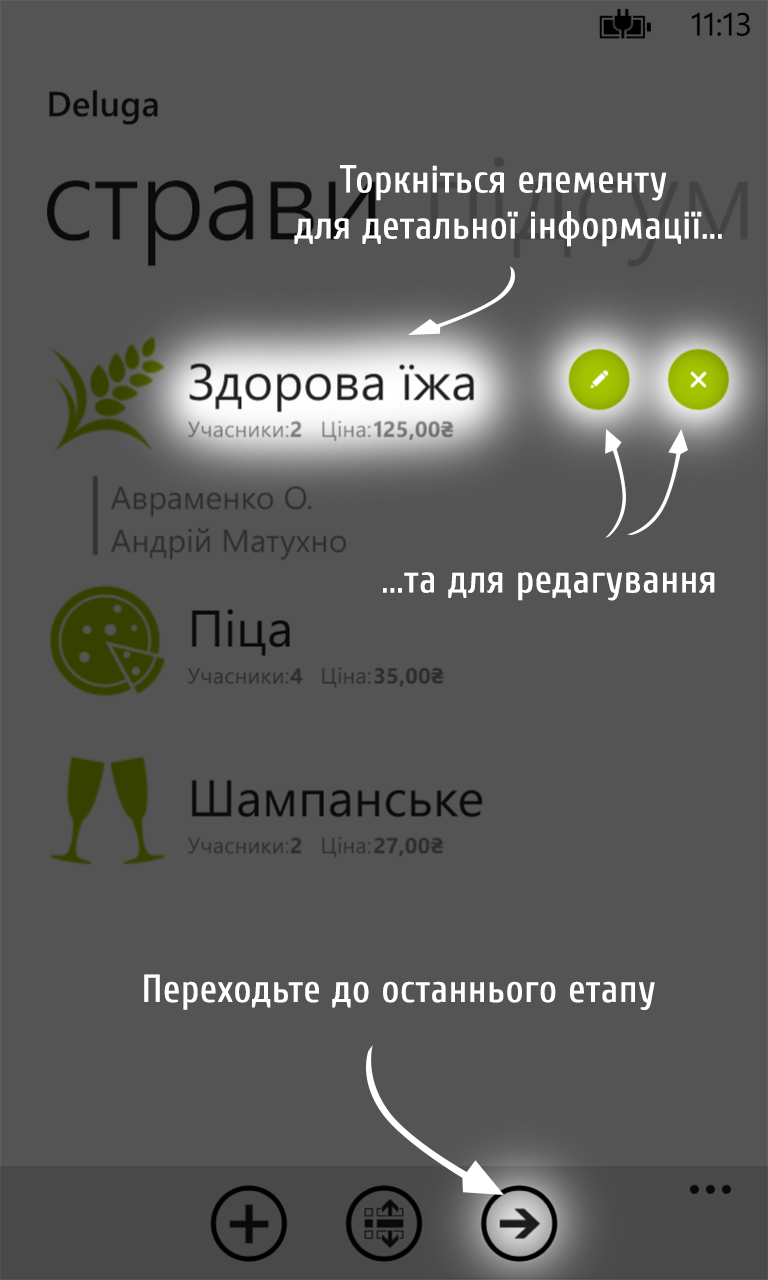 11:13
Deluga
страви підсум
Торкніться елементу
для детальної інформації...
Здорова їжа
Учасники:2 Ціна:125,00₴
Авраменко О.
Андрій Матухно
...та для редагування
Піца
Учасники:4 Ціна:35,00₴
Шампанське
Учасники:2 Ціна:27,00₴
Переходьте до останнього етапу